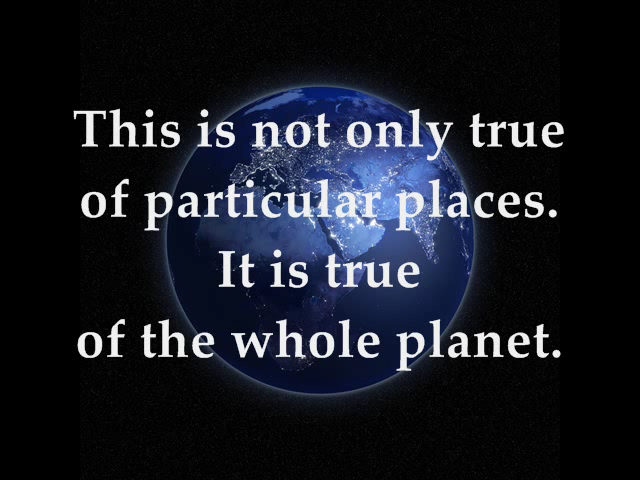 This is not only true
of particular places.
It is true
of the whole planet.